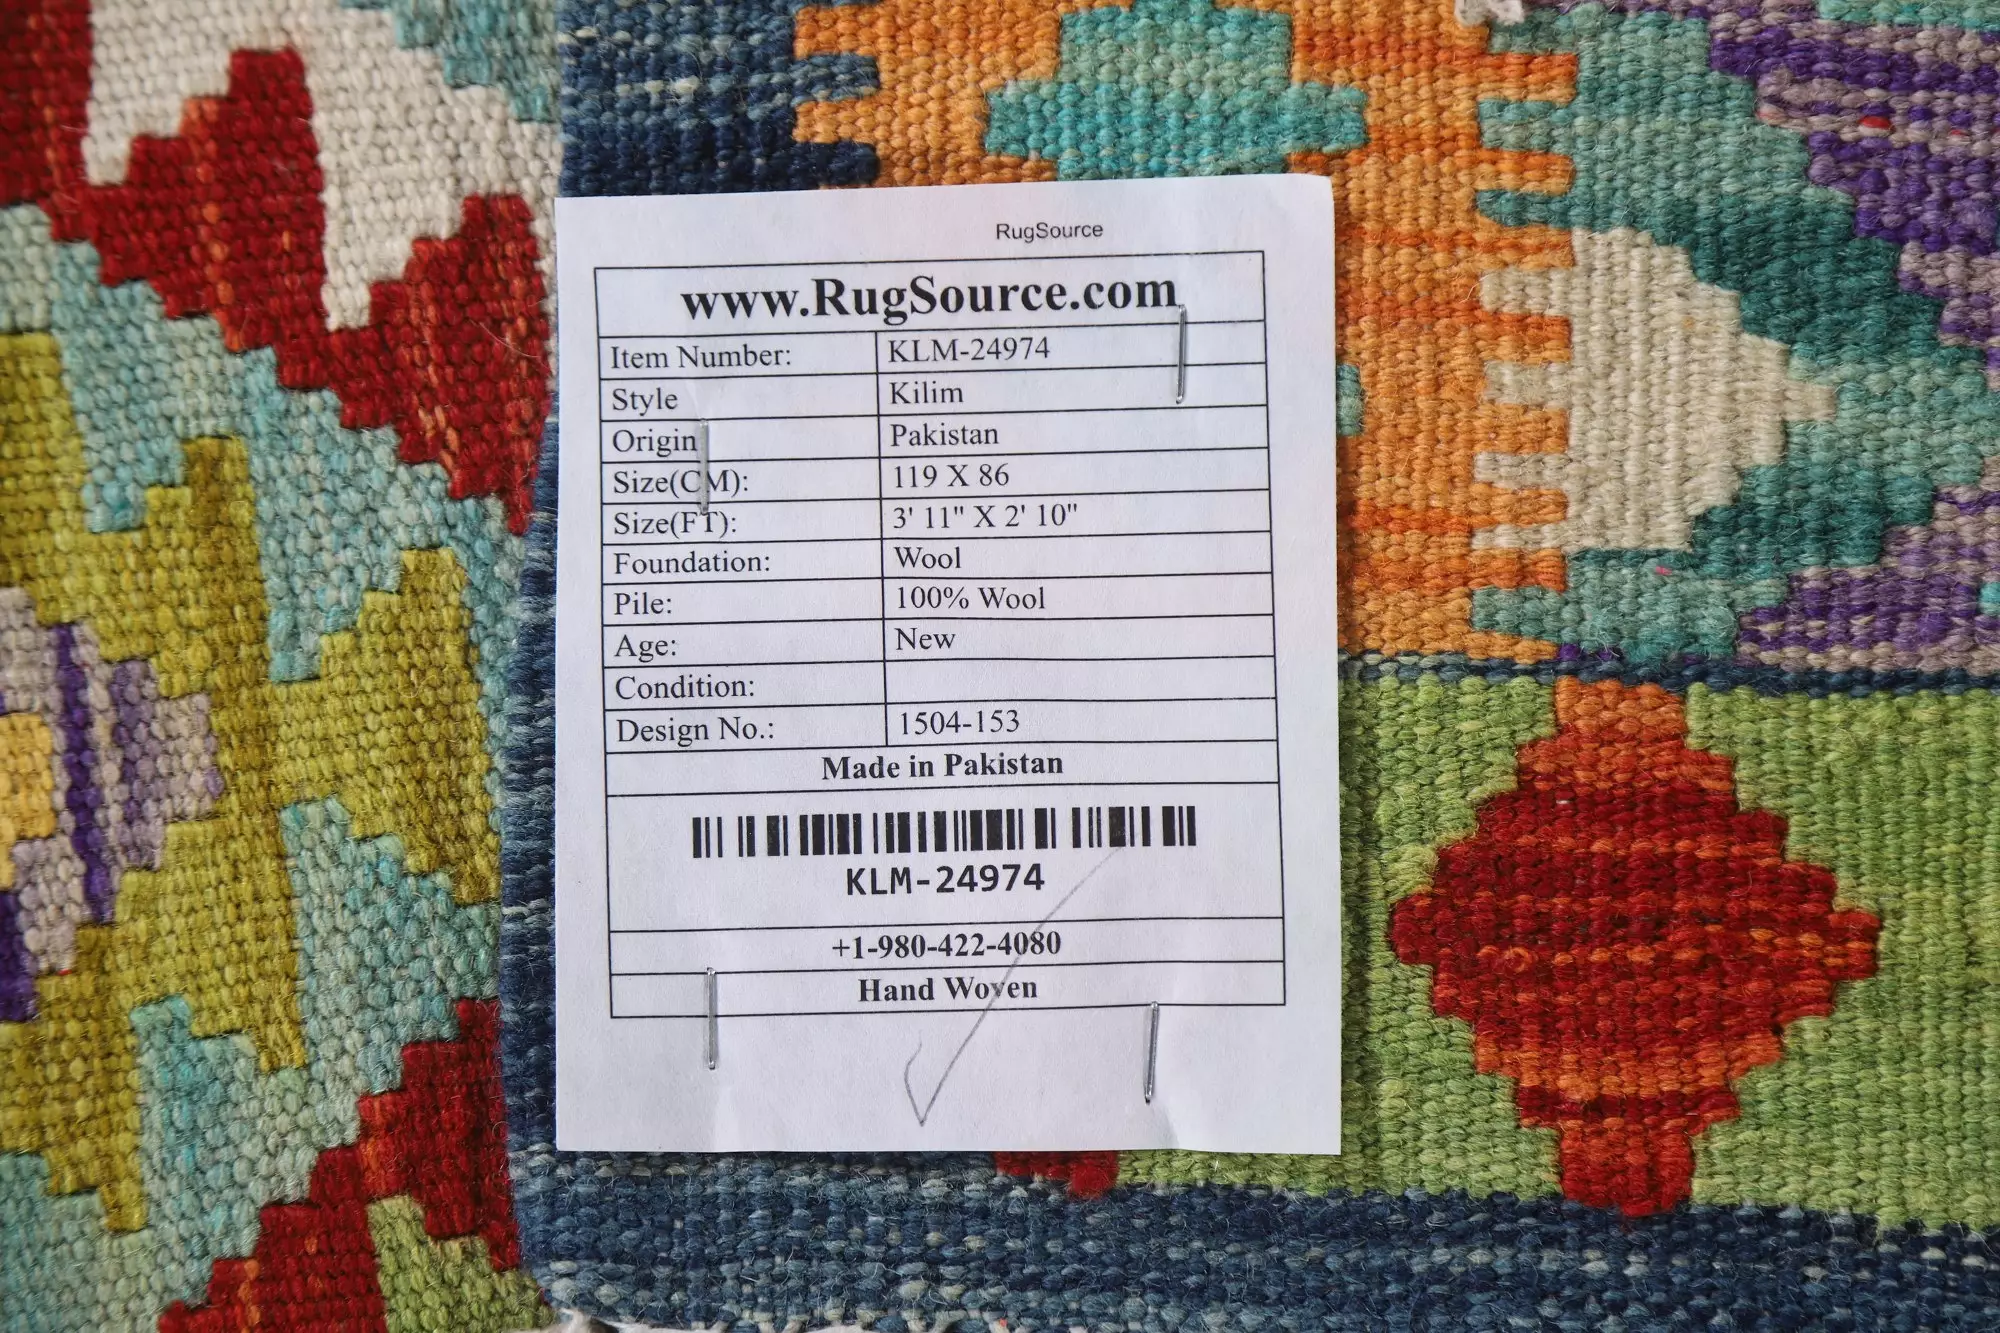 RugSource
www.RugSource.com
Item Number: KLM-24974
Style Kilim
Origin Pakistan
Size(CM): 119 X 86
Size(FT): 3' 11" X 2' 10"
Foundation: Wool
Pile: 100% Wool
Age: New
Condition:
Design No.: 1504-153
Made in Pakistan
KLM-24974
+1-980-422-4080
Hand Woven